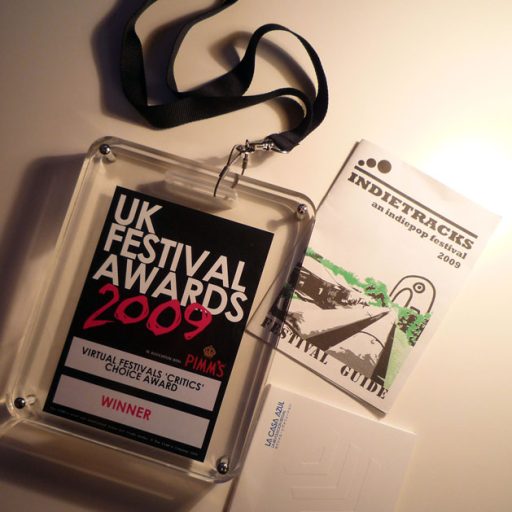 UK
FESTIVAL
AWARDS
2009
IN ASSOCIATION WITH
PIMM'S
VIRTUAL FESTIVALS 'CRITICS'
CHOICE AWARD
WINNER
INDIETRACKS
an indiepop festival
2009
FESTIVAL GUIDE
LA CASA AZUL